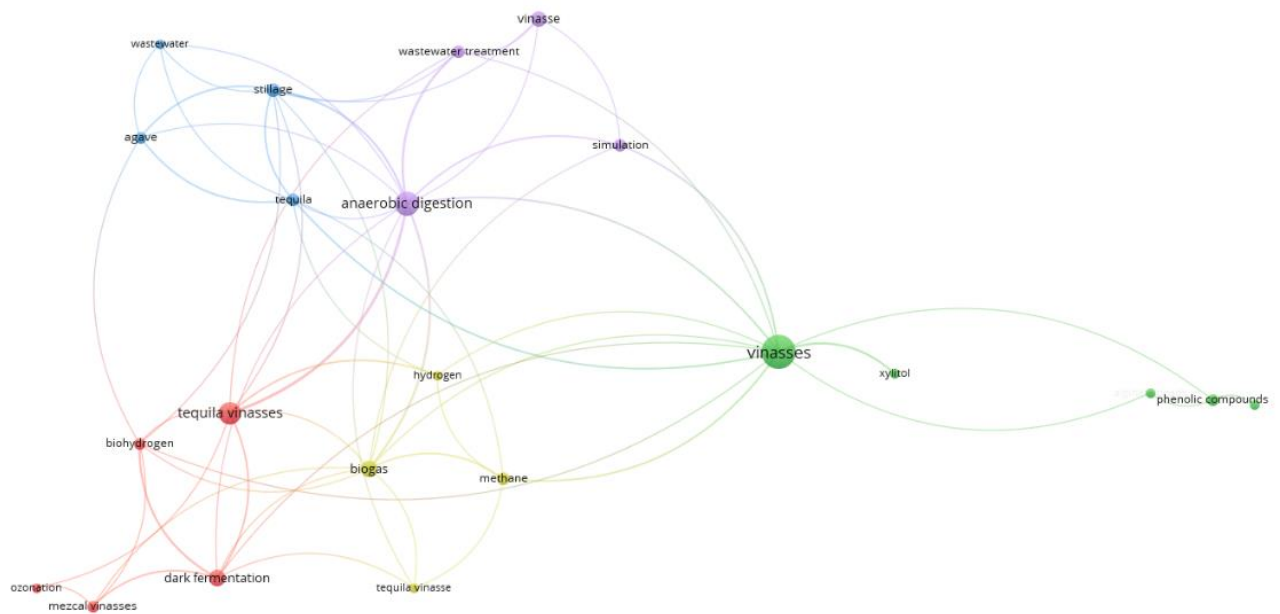 vinasse
wastewater
wastewater treatment
stillage
agave
simulation
tequila
anaerobic digestion
vinasses
xylitol
hydrogen
phenolic compounds
tequila vinasses
biohydrogen
biogas
methane
dark fermentation
ozonation
tequila vinasse
mezcal vinasses